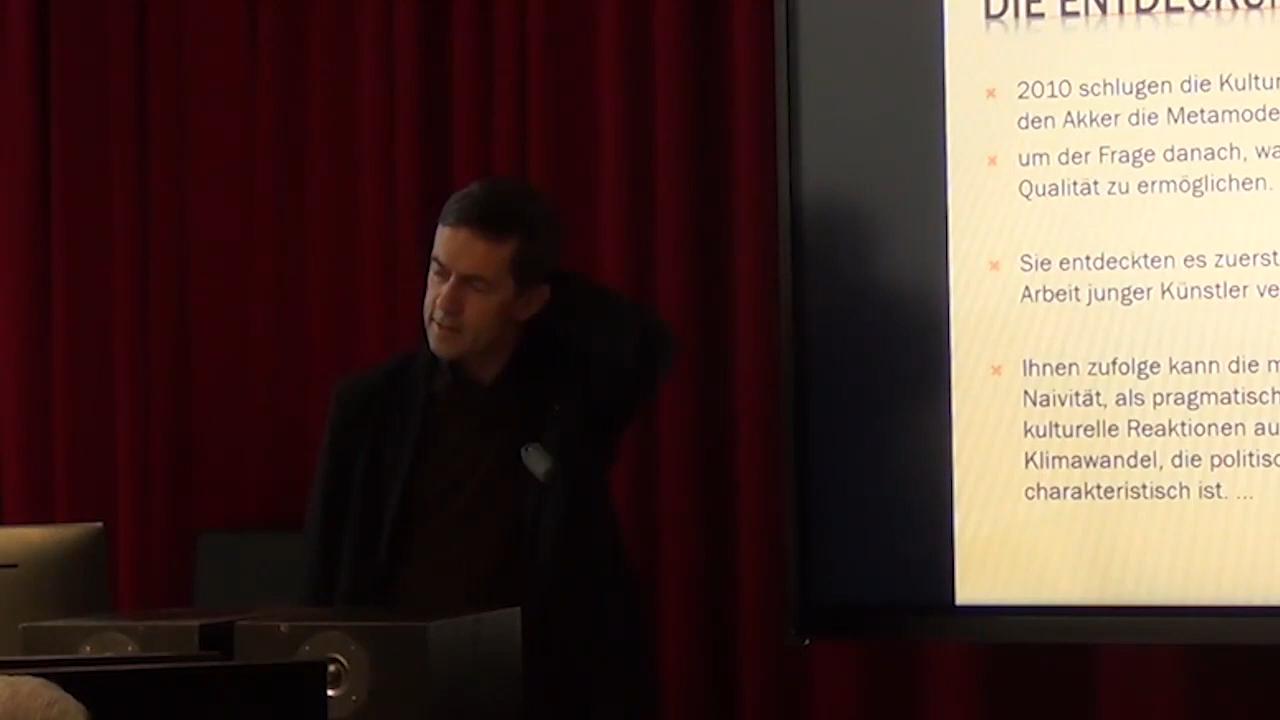 DIE
2010 schlugen die Kultur
den Akker die Metamode
um der Frage danach, wa
Qualität zu ermöglichen.
Sie entdeckten es zuerst
Arbeit junger Künstler ve
Ihnen zufolge kann die m
Naivität, als pragmatisch
kulturelle Reaktionen au
Klimawandel, die politisc
charakteristisch ist. ...